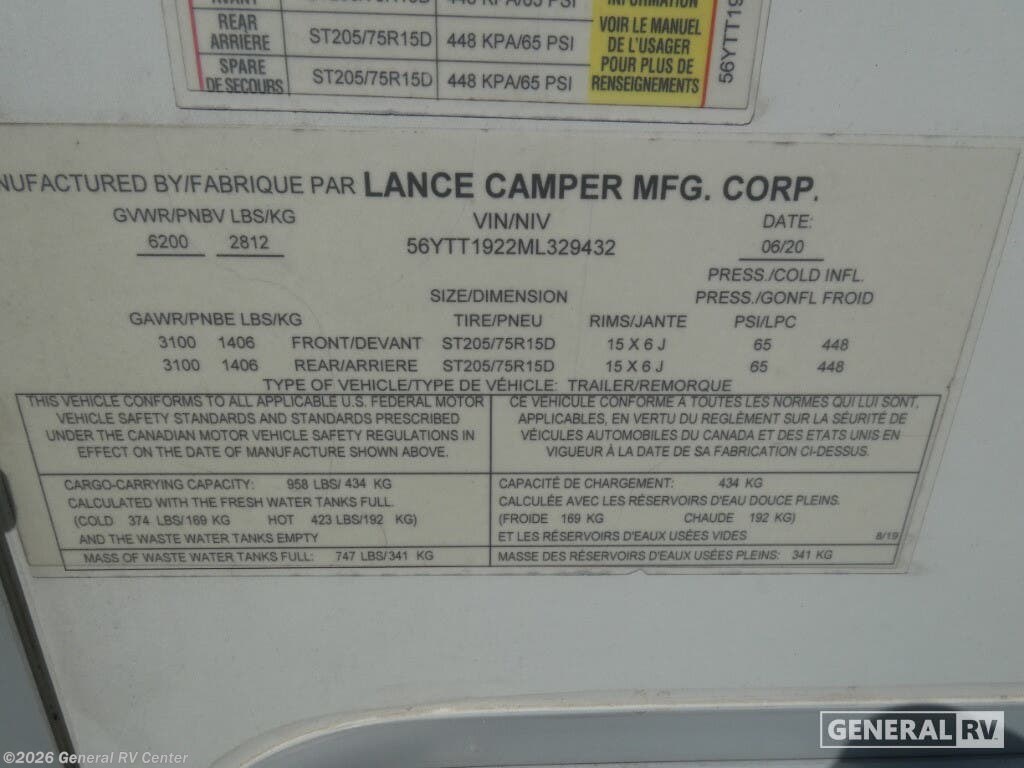 AVANT ST205/75R15D 448 KPA/65 PSI INFORMATION
REAR
ARRIÈRE ST205/75R15D 448 KPA/65 PSI
SPARE
DE SECOURS ST205/75R15D 448 KPA/65 PSI
VOIR LE MANUEL
DE L'USAGER
POUR PLUS DE
RENSEIGNEMENTS
56YTT19
NUFACTURED BY/FABRIQUE PAR LANCE CAMPER MFG. CORP.
GVWR/PNBV LBS/KG VIN/NIV DATE:
6200 2812 56YTT1922ML329432 06/20
PRESS./COLD INFL.
SIZE/DIMENSION PRESS./GONFL FROID
GAWR/PNBE LBS/KG TIRE/PNEU RIMS/JANTE PSI/LPC
3100 1406 FRONT/DEVANT ST205/75R15D 15 X 6 J 65 448
3100 1406 REAR/ARRIERE ST205/75R15D 15 X 6 J 65 448
TYPE OF VEHICLE/TYPE DE VÉHICLE: TRAILER/REMORQUE
THIS VEHICLE CONFORMS TO ALL APPLICABLE U.S. FEDERAL MOTOR
VEHICLE SAFETY STANDARDS AND STANDARDS PRESCRIBED
UNDER THE CANADIAN MOTOR VEHICLE SAFETY REGULATIONS IN
EFFECT ON THE DATE OF MANUFACTURE SHOWN ABOVE.
CE VÉHICULE CONFORME À TOUTES LES NORMES QUI LUI SONT
APPLICABLES, EN VERTU DU REGLÈMENT SUR LA SÉURITÉ DE
VÉICULES AUTOMOBILES DU CANADA ET DES ETATS UNIS EN
VIGUEUR À LA DATE DE SA FABRICATION CI-DESSUS.
CARGO-CARRYING CAPACITY: 958 LBS/ 434 KG
CALCULATED WITH THE FRESH WATER TANKS FULL.
(COLD 374 LBS/169 KG HOT 423 LBS/192 KG)
AND THE WASTE WATER TANKS EMPTY
CAPACITÉ DE CHARGEMENT: 434 KG
CALCULÉE AVEC LES RÉSERVOIRS D'EAU DOUCE PLEINS.
(FROIDE 169 KG CHAUDE 192 KG)
ET LES RÉSERVOIRS D'EAUX USÉES VIDES 8/19
MASS OF WASTE WATER TANKS FULL: 747 LBS/341 KG
MASSE DES RÉSERVOIRS D'EAUX USÉES PLEINS: 341 KG
GENERAL RV
©2026 General RV Center